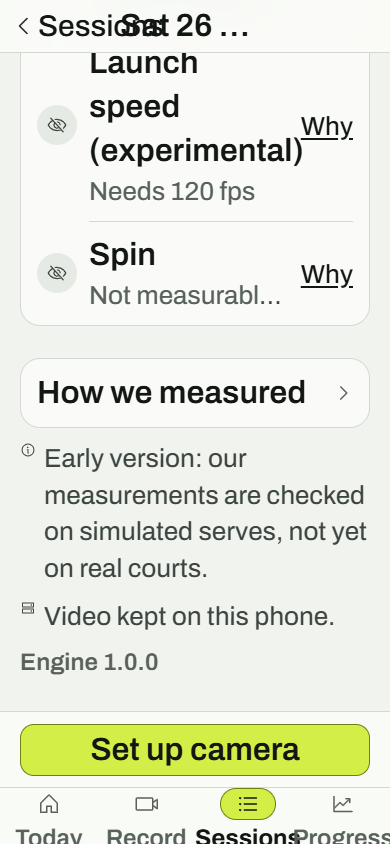 Sessions
Sat 26 …
Launch
speed
(experimental)
Why
Needs 120 fps
Spin
Why
Not measurabl…
How we measured
Early version: our
measurements are checked
on simulated serves, not yet
on real courts.
Video kept on this phone.
Engine 1.0.0
Set up camera
Today
Record
Sessions
Progress